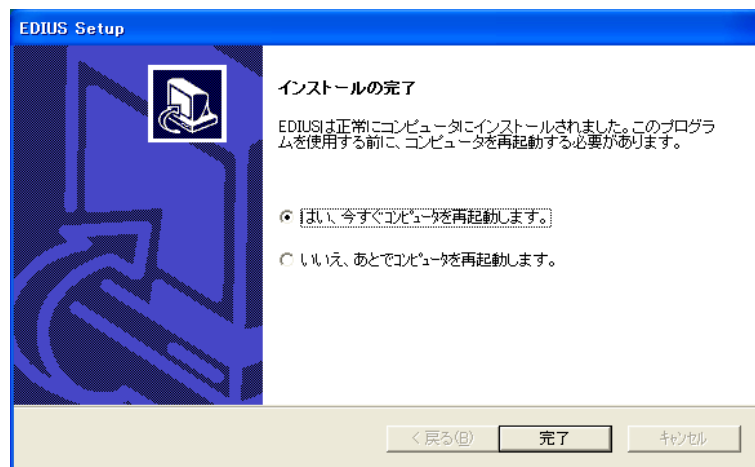 EDIUS Setup
インストールの完了
EDIUSは正常にコンピュータにインストールされました。このプログラ
ムを使用する前に、コンピュータを再起動する必要があります。
はい、今すぐｺﾝﾋﾟｭｰﾀを再起動します。
いいえ、あとでｺﾝﾋﾟｭｰﾀを再起動します。
< 戻る(B)
完了
ｷｬﾝｾﾙ